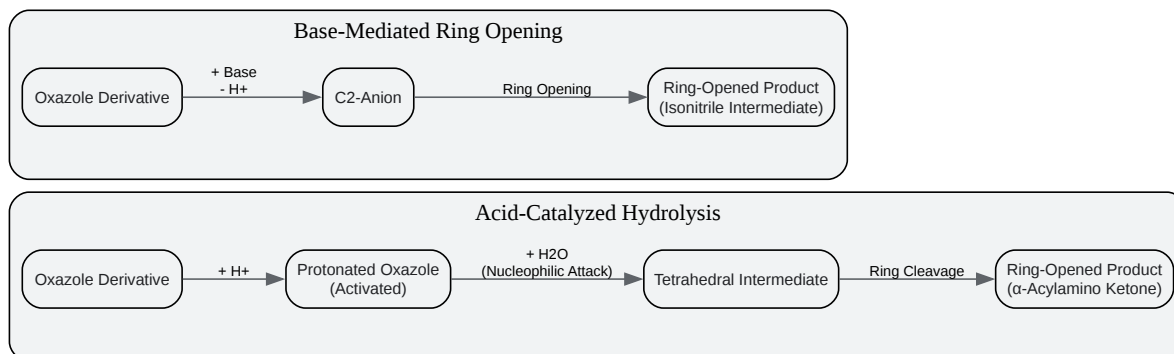 Base-Mediated Ring Opening
Oxazole Derivative
+ Base
- H+
C2-Anion
Ring Opening
Ring-Opened Product
(Isonitrile Intermediate)
Acid-Catalyzed Hydrolysis
Oxazole Derivative
+ H+
Protonated Oxazole
(Activated)
+ H2O
(Nucleophilic Attack)
Tetrahedral Intermediate
Ring Cleavage
Ring-Opened Product
(α-Acylamino Ketone)